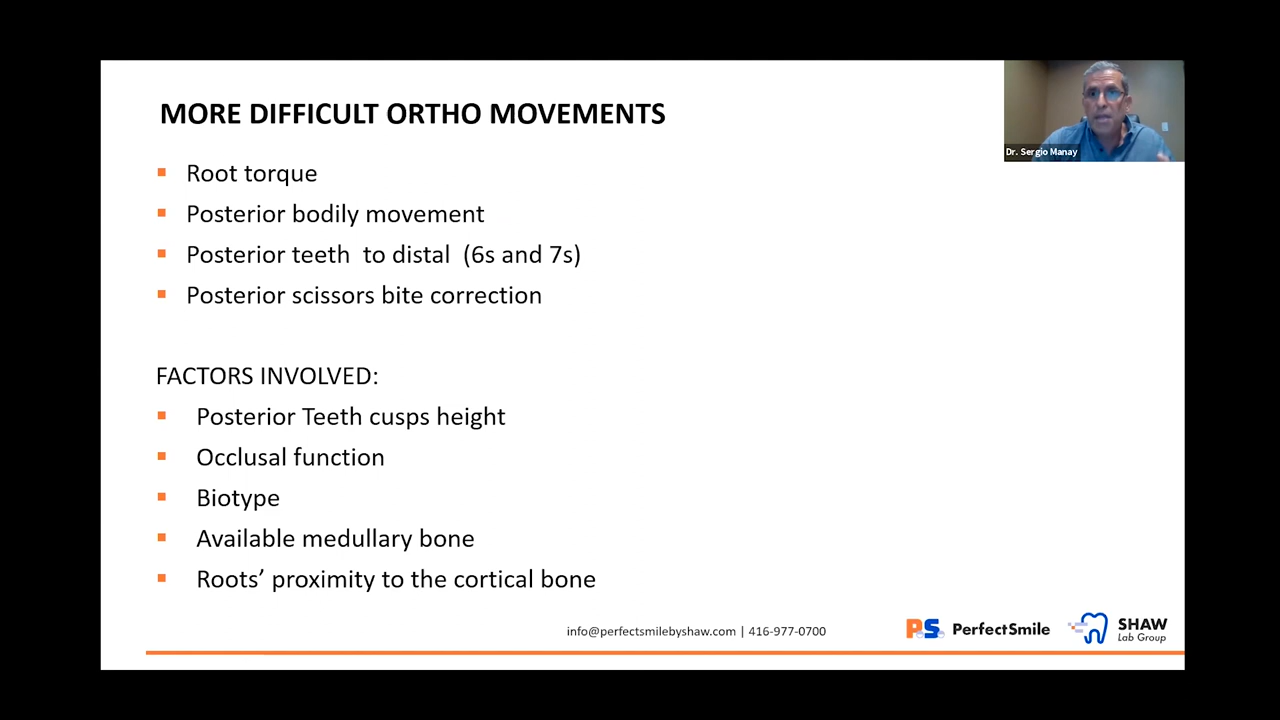 MORE DIFFICULT ORTHO MOVEMENTS
Dr. Sergio Manay
Root torque
Posterior bodily movement
Posterior teeth to distal (6s and 7s)
Posterior scissors bite correction
FACTORS INVOLVED:
Posterior Teeth cusps height
Occlusal function
Biotype
Available medullary bone
Roots’ proximity to the cortical bone
info@perfectsmilebyshaw.com | 416-977-0700
PS PerfectSmile
SHAW
Lab Group